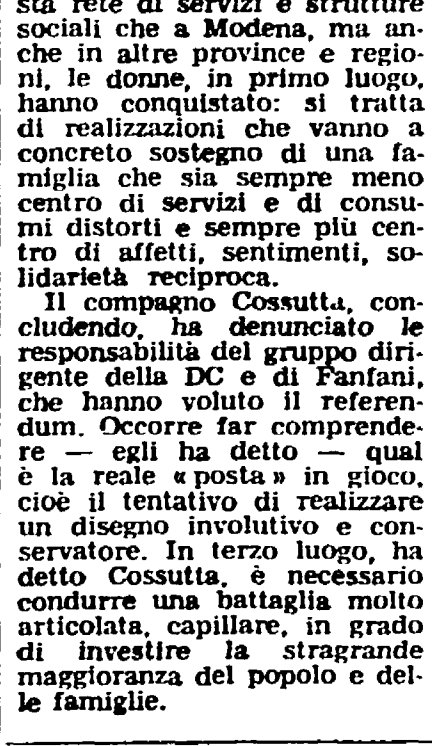 sta rete di servizi e strutture
sociali che a Modena, ma an-
che in altre province e regio-
ni, le donne, in primo luogo,
hanno conquistato: si tratta
di realizzazioni che vanno a
concreto sostegno di una fa-
miglia che sia sempre meno
centro di servizi e di consu-
mi distorti e sempre più cen-
tro di affetti, sentimenti, so-
lidarietà reciproca.
Il compagno Cossutta, con-
cludendo, ha denunciato le
responsabilità del gruppo diri-
gente della DC e di Fanfani,
che hanno voluto il referen-
dum. Occorre far comprende-
re — egli ha detto — qual
è la reale « posta » in gioco,
cioè il tentativo di realizzare
un disegno involutivo e con-
servatore. In terzo luogo, ha
detto Cossutta, è necessario
condurre una battaglia molto
articolata, capillare, in grado
di investire la stragrande
maggioranza del popolo e del-
le famiglie.